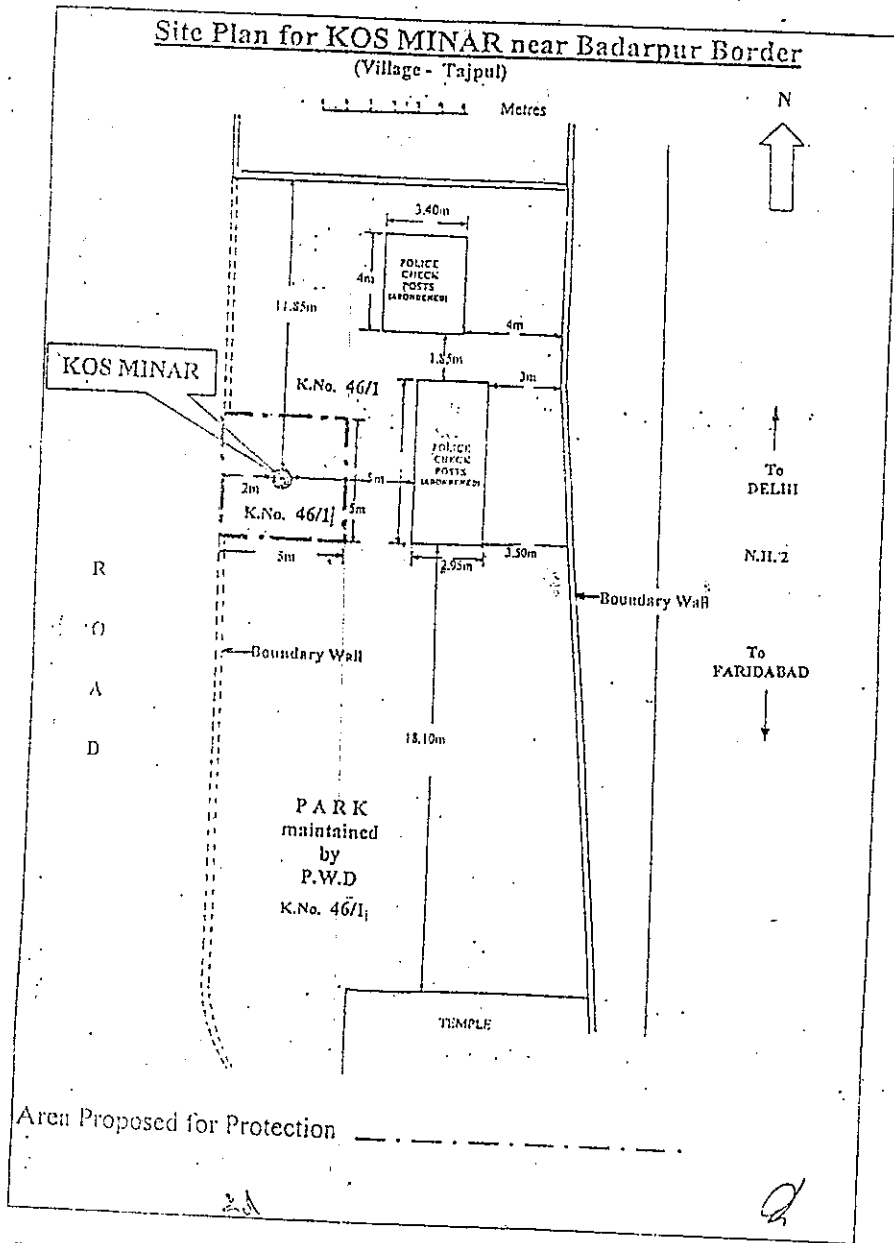 Site Plan for KOS MINAR near Badarpur Border
(Village - Tajpul)
Metres
N
3.40m
POLICE
CHECK
POSTS
(ABONDENED)
4m
11.85m
4m
1.85m
3m
KOS MINAR
K.No. 46/1
POLICE
CHECK
POSTS
(ABONDENED)
To
DELHI
2m
5m
5m
K.No. 46/1
5m
2.95m
3.50m
N.H. 2
ROAD
Boundary Wall
Boundary Wall
To
FARIDABAD
18.10m
PARK
maintained
by
P.W.D
K.No. 46/1
TEMPLE
Area Proposed for Protection